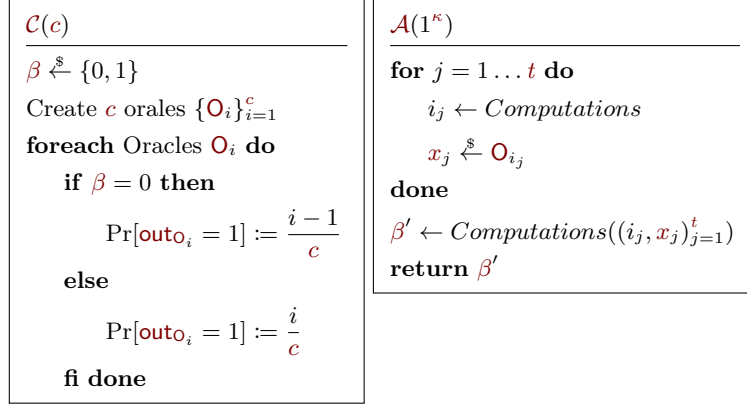 𝒞(c)
β ←$ {0, 1}
Create c orales {O_i}_{i=1}^c
foreach Oracles O_i do
if β = 0 then
Pr[out_{O_i} = 1] := \frac{i − 1}{c}
else
Pr[out_{O_i} = 1] := \frac{i}{c}
fi done
𝒜(1^κ)
for j = 1 … t do
i_j ← Computations
x_j ←$ O_{i_j}
done
β′ ← Computations((i_j, x_j)_{j=1}^t)
return β′